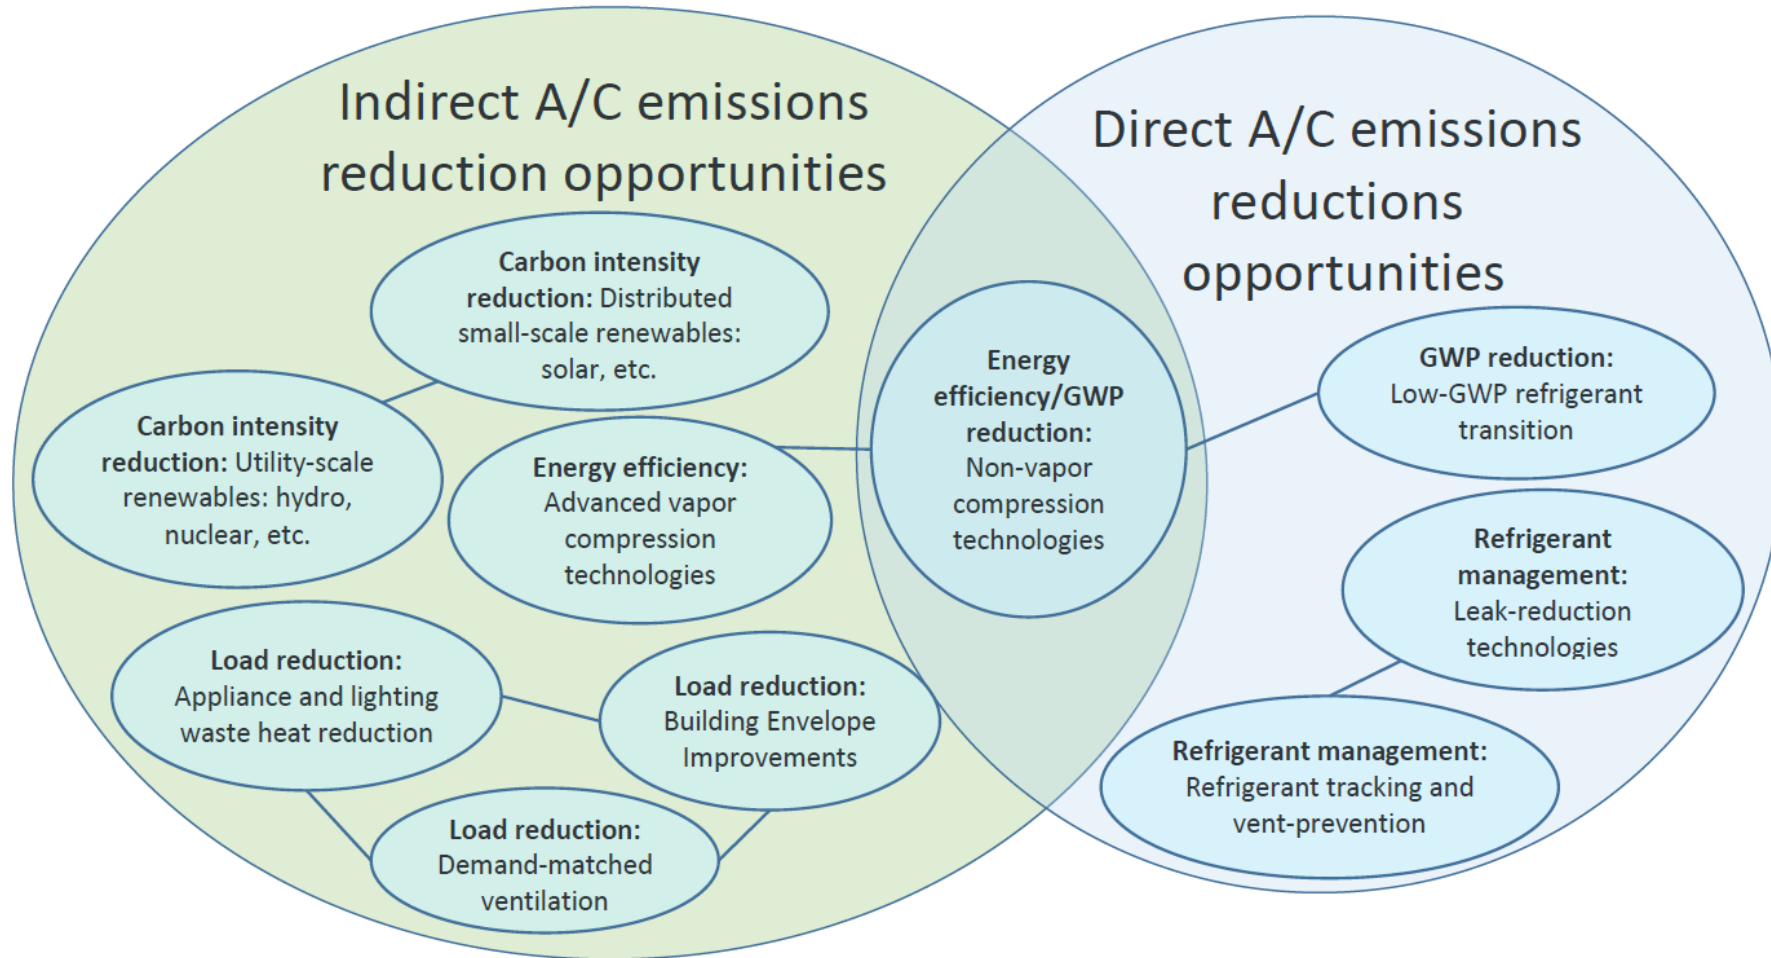 Indirect A/C emissions
reduction opportunities
Direct A/C emissions
reductions
opportunities
Carbon intensity
reduction: Distributed
small-scale renewables:
solar, etc.
Carbon intensity
reduction: Utility-scale
renewables: hydro,
nuclear, etc.
Energy efficiency:
Advanced vapor
compression
technologies
Energy
efficiency/GWP
reduction:
Non-vapor
compression
technologies
GWP reduction:
Low-GWP refrigerant
transition
Refrigerant
management:
Leak-reduction
technologies
Load reduction:
Appliance and lighting
waste heat reduction
Load reduction:
Building Envelope
Improvements
Load reduction:
Demand-matched
ventilation
Refrigerant management:
Refrigerant tracking and
vent-prevention